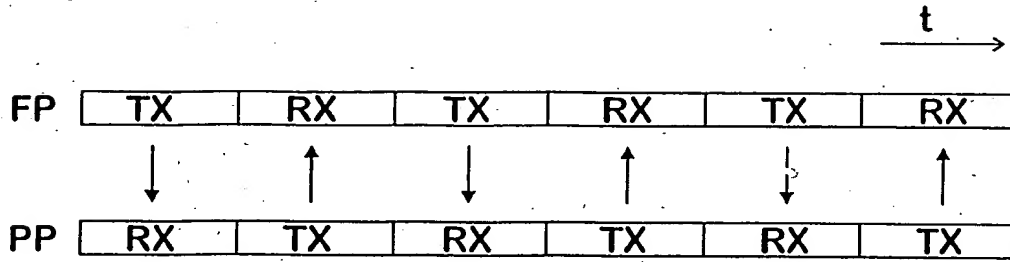 t
FP TX RX TX RX TX RX
PP RX TX RX TX RX TX